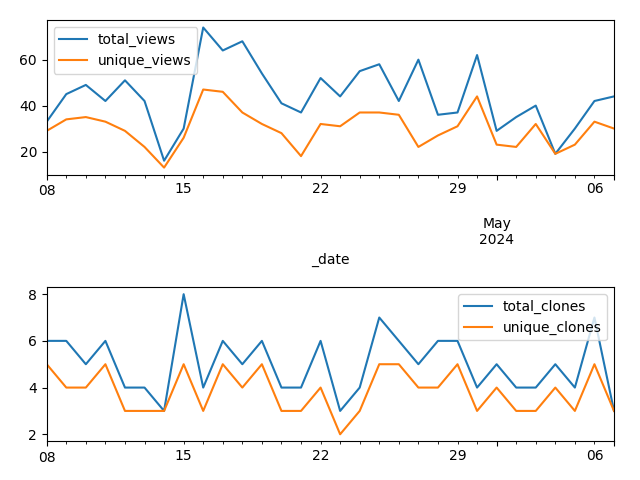 total_views
unique_views
60
40
20
08 15 22 29 06
May
2024
_date
total_clones
unique_clones
8
6
4
2
08 15 22 29 06